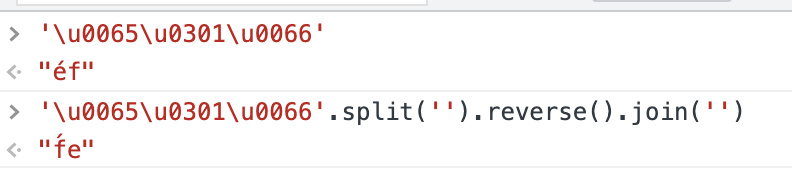 > '\u0065\u0301\u0066'
"éf"
> '\u0065\u0301\u0066'.split('').reverse().join('')
"f́e"